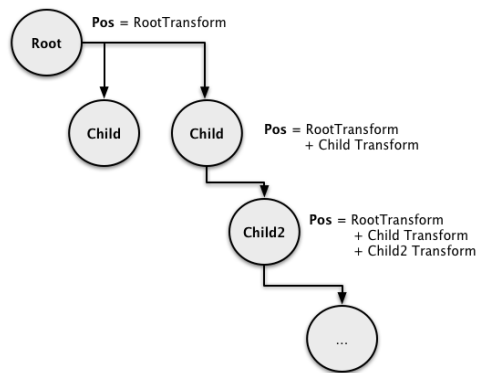 Pos = RootTransform
Root
Child
Child
Pos = RootTransform
+ Child Transform
Child2
Pos = RootTransform
+ Child Transform
+ Child2 Transform
...